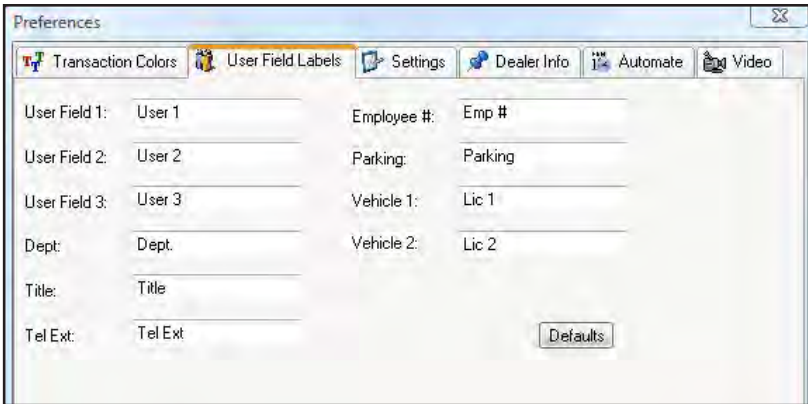 Preferences
Transaction Colors User Field Labels Settings Dealer Info Automate Video
User Field 1: User 1 Employee #: Emp #
User Field 2: User 2 Parking: Parking
User Field 3: User 3 Vehicle 1: Lic 1
Dept: Dept. Vehicle 2: Lic 2
Title: Title
Tel Ext: Tel Ext Defaults